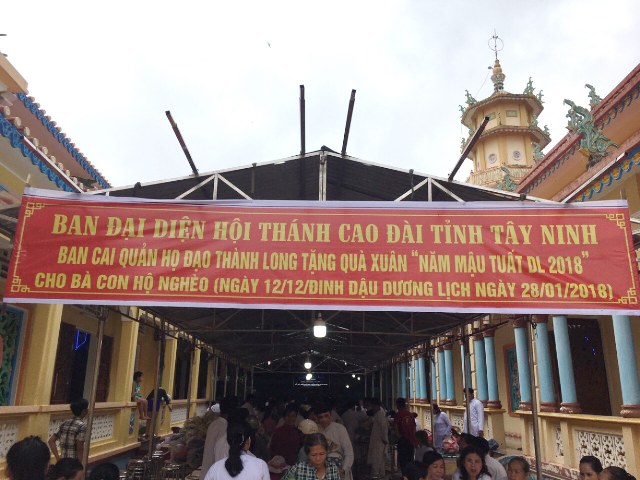 BAN ĐẠI DIỆN HỘI THÁNH CAO ĐÀI TỈNH TÂY NINH
BAN CAI QUẢN HỌ ĐẠO THÀNH LONG TẶNG QUÀ XUÂN "NĂM MẬU TUẤT DL 2018"
CHO BÀ CON HỘ NGHÈO (NGÀY 12/12/ĐINH DẬU DƯƠNG LỊCH NGÀY 28/01/2018)